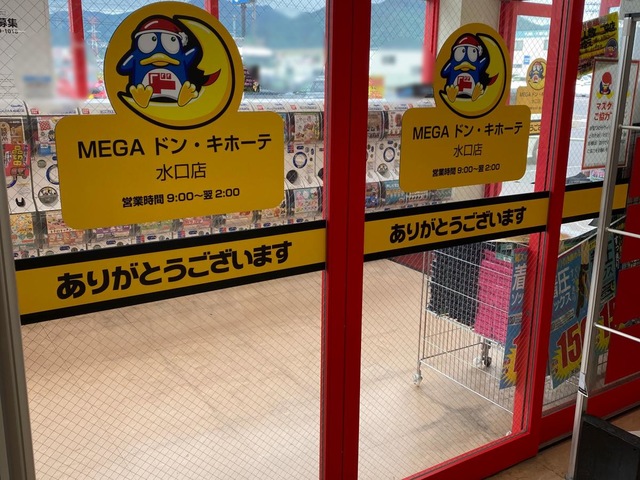 募集
MEGA ドン・キホーテ
水口店
営業時間 9:00～翌 2:00
ありがとうございます
MEGA ドン・キホーテ
水口店
営業時間 9:00～翌 2:00
ありがとうございます
マスク